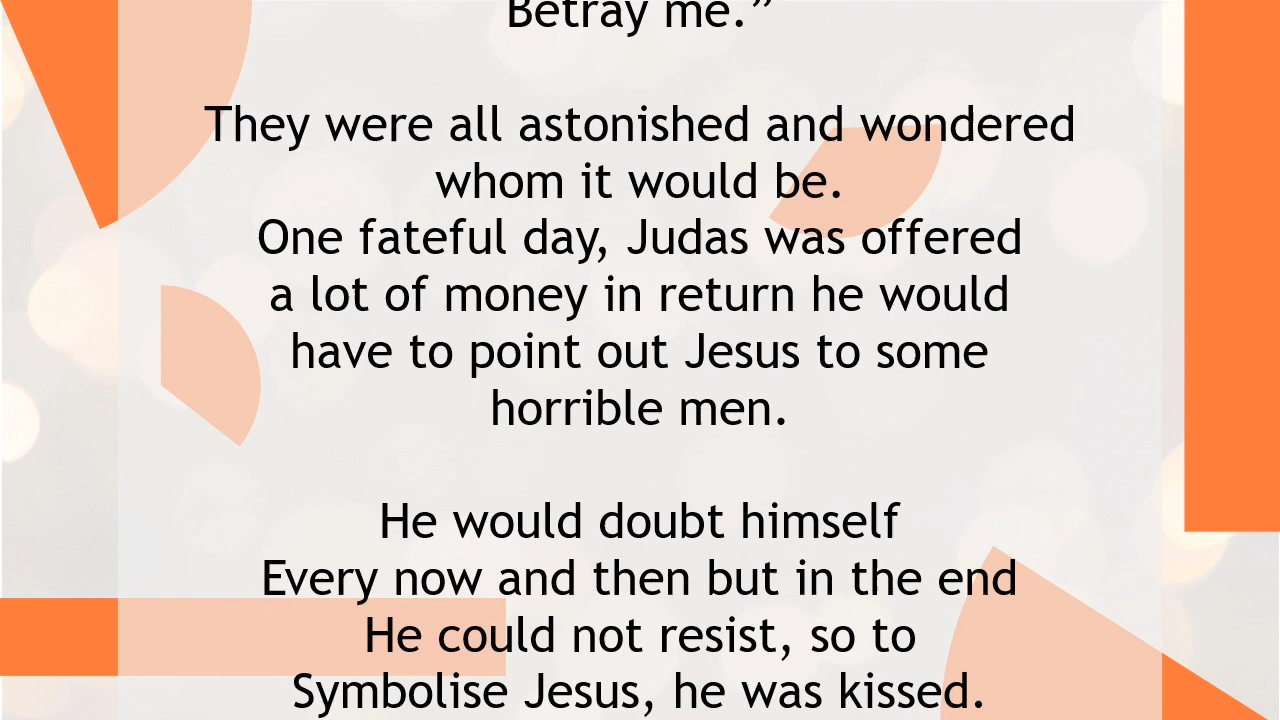 Betray me.”
They were all astonished and wondered
whom it would be.
One fateful day, Judas was offered
a lot of money in return he would
have to point out Jesus to some
horrible men.
He would doubt himself
Every now and then but in the end
He could not resist, so to
Symbolise Jesus, he was kissed.